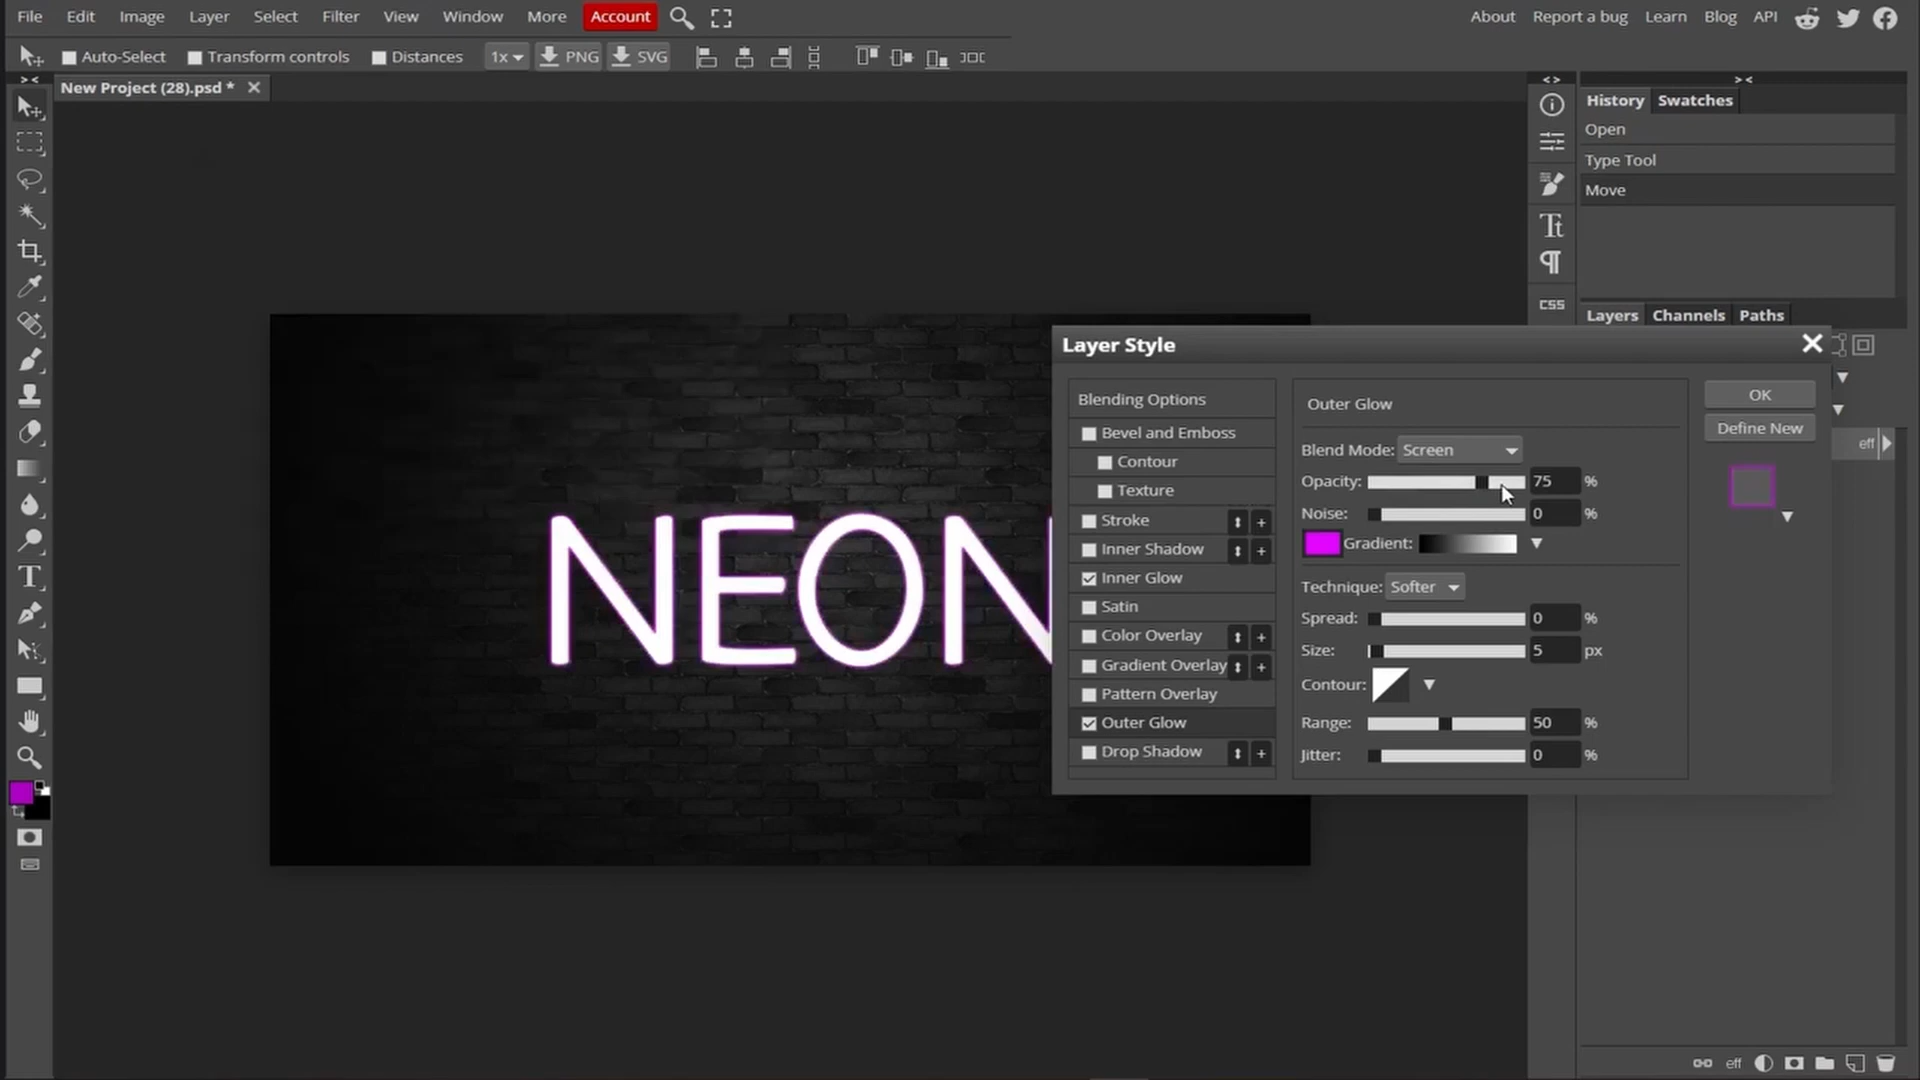 File Edit Image Layer Select Filter View Window More Account About Report a bug Learn Blog API
Auto-Select Transform controls Distances 1x PNG SVG
> < New Project (28).psd * < > > <
History Swatches
Open
Type Tool
Move
CSS
Layers Channels Paths
Layer Style
Blending Options
Bevel and Emboss
Contour
Texture
Stroke +
Inner Shadow +
Inner Glow
Satin
Color Overlay +
Gradient Overlay +
Pattern Overlay
Outer Glow
Drop Shadow +
Outer Glow
Blend Mode: Screen
Opacity: 75 %
Noise: 0 %
Gradient:
Technique: Softer
Spread: 0 %
Size: 5 px
Contour:
Range: 50 %
Jitter: 0 %
OK
Define New
eff
NEON
eff